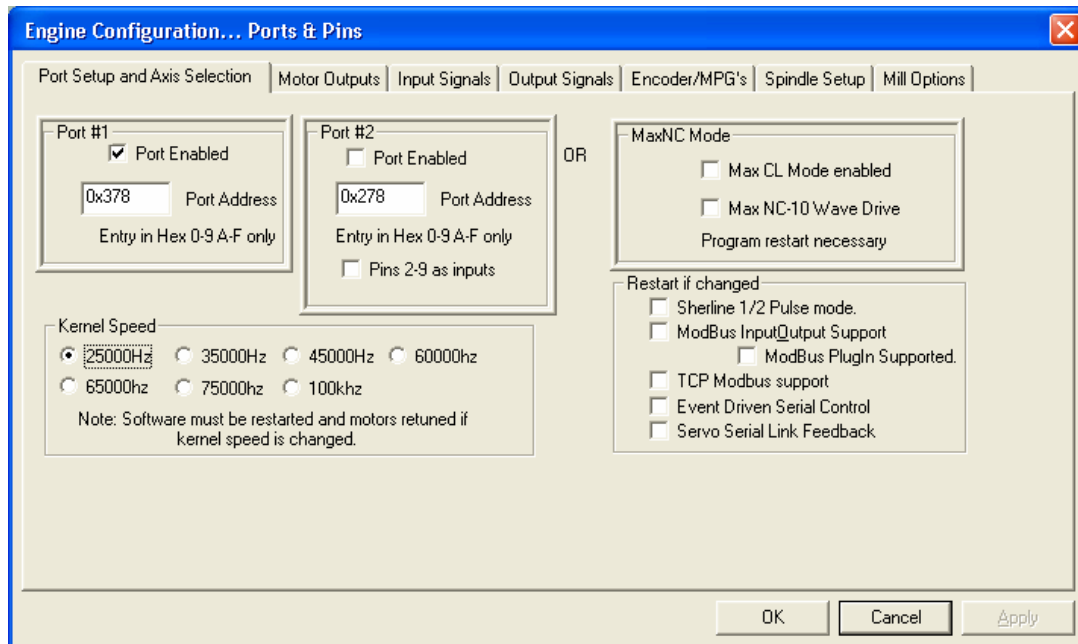 Engine Configuration... Ports & Pins
Port Setup and Axis Selection
Motor Outputs
Input Signals
Output Signals
Encoder/MPG's
Spindle Setup
Mill Options
Port #1
Port Enabled
0x378
Port Address
Entry in Hex 0-9 A-F only
Port #2
Port Enabled
0x278
Port Address
Entry in Hex 0-9 A-F only
Pins 2-9 as inputs
OR
MaxNC Mode
Max CL Mode enabled
Max NC-10 Wave Drive
Program restart necessary
Restart if changed
Sherline 1/2 Pulse mode.
ModBus InputOutput Support
ModBus PlugIn Supported.
TCP Modbus support
Event Driven Serial Control
Servo Serial Link Feedback
Kernel Speed
25000Hz
35000Hz
45000Hz
60000hz
65000hz
75000hz
100khz
Note: Software must be restarted and motors retuned if
kernel speed is changed.
OK
Cancel
Apply